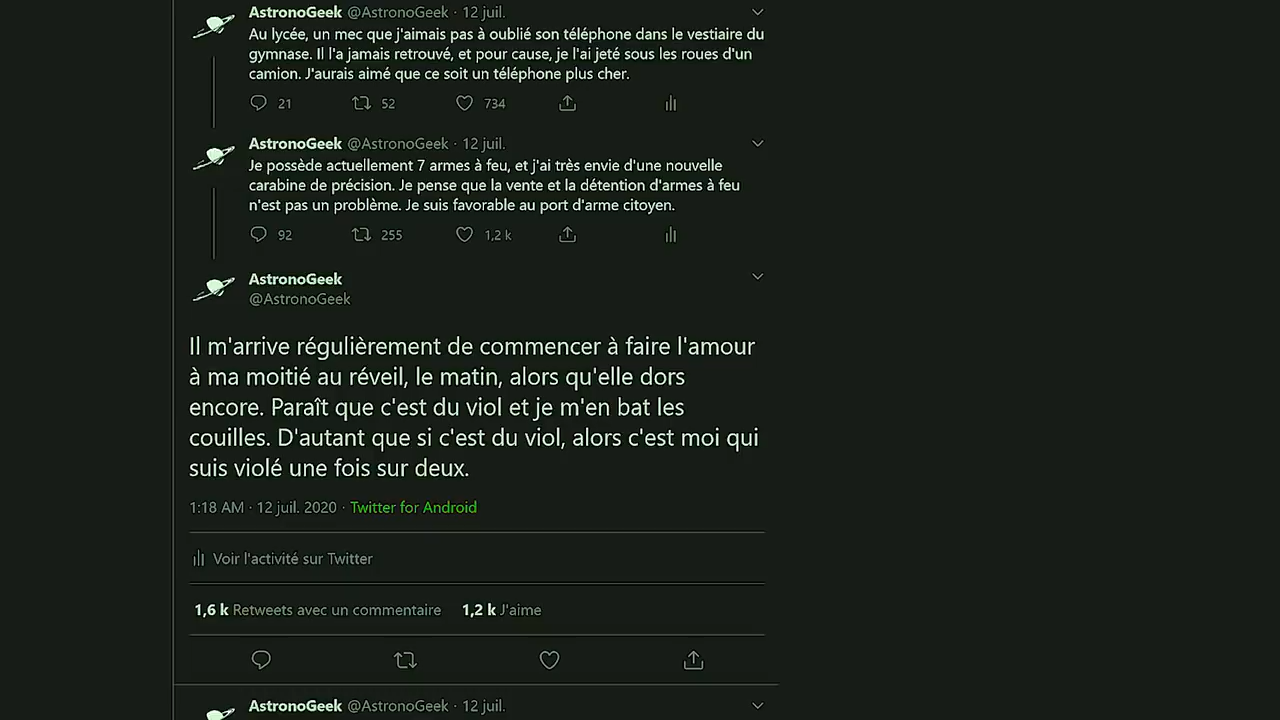 AstronoGeek @AstronoGeek · 12 juil.
Au lycée, un mec que j'aimais pas à oublié son téléphone dans le vestiaire du
gymnase. Il l'a jamais retrouvé, et pour cause, je l'ai jeté sous les roues d'un
camion. J'aurais aimé que ce soit un téléphone plus cher.
21 52 734
AstronoGeek @AstronoGeek · 12 juil.
Je possède actuellement 7 armes à feu, et j'ai très envie d'une nouvelle
carabine de précision. Je pense que la vente et la détention d'armes à feu
n'est pas un problème. Je suis favorable au port d'arme citoyen.
92 255 1,2 k
AstronoGeek
@AstronoGeek
Il m'arrive régulièrement de commencer à faire l'amour
à ma moitié au réveil, le matin, alors qu'elle dors
encore. Paraît que c'est du viol et je m'en bat les
couilles. D'autant que si c'est du viol, alors c'est moi qui
suis violé une fois sur deux.
1:18 AM · 12 juil. 2020 · Twitter for Android
Voir l'activité sur Twitter
1,6 k Retweets avec un commentaire 1,2 k J'aime
AstronoGeek @AstronoGeek · 12 juil.